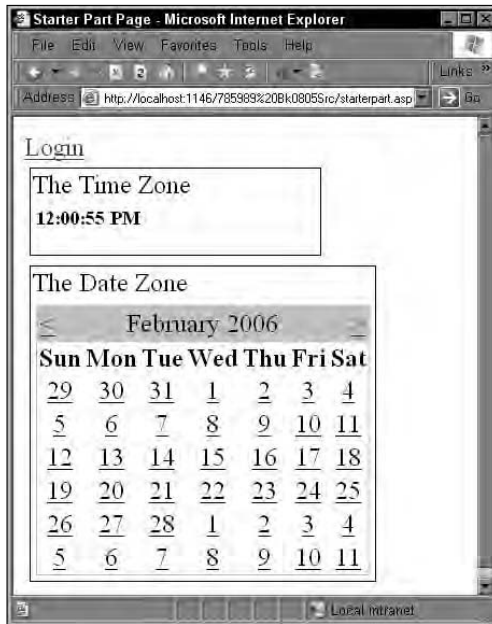 Starter Part Page - Microsoft Internet Explorer
File Edit View Favorites Tools Help
Links »
Address http://localhost:1146/785989%20Bk0805Src/starterpart.asp Go
Login
The Time Zone
12:00:55 PM
The Date Zone
< February 2006 >
Sun Mon Tue Wed Thu Fri Sat
29 30 31 1 2 3 4
5 6 7 8 9 10 11
12 13 14 15 16 17 18
19 20 21 22 23 24 25
26 27 28 1 2 3 4
5 6 7 8 9 10 11
Local intranet